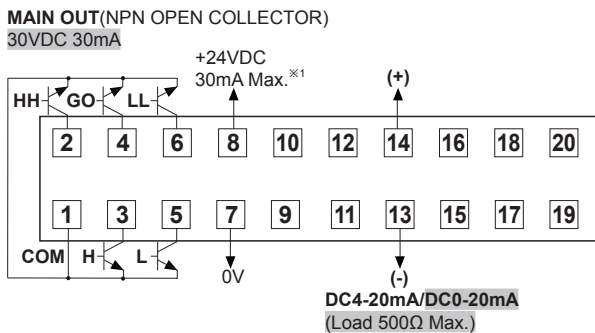 MAIN OUT(NPN OPEN COLLECTOR)
30VDC 30mA
+24VDC
30mA Max.※1
(+)
HH GO LL
2 4 6 8 10 12 14 16 18 20
1 3 5 7 9 11 13 15 17 19
COM H L
0V
(-)
DC4-20mA/DC0-20mA
(Load 500Ω Max.)